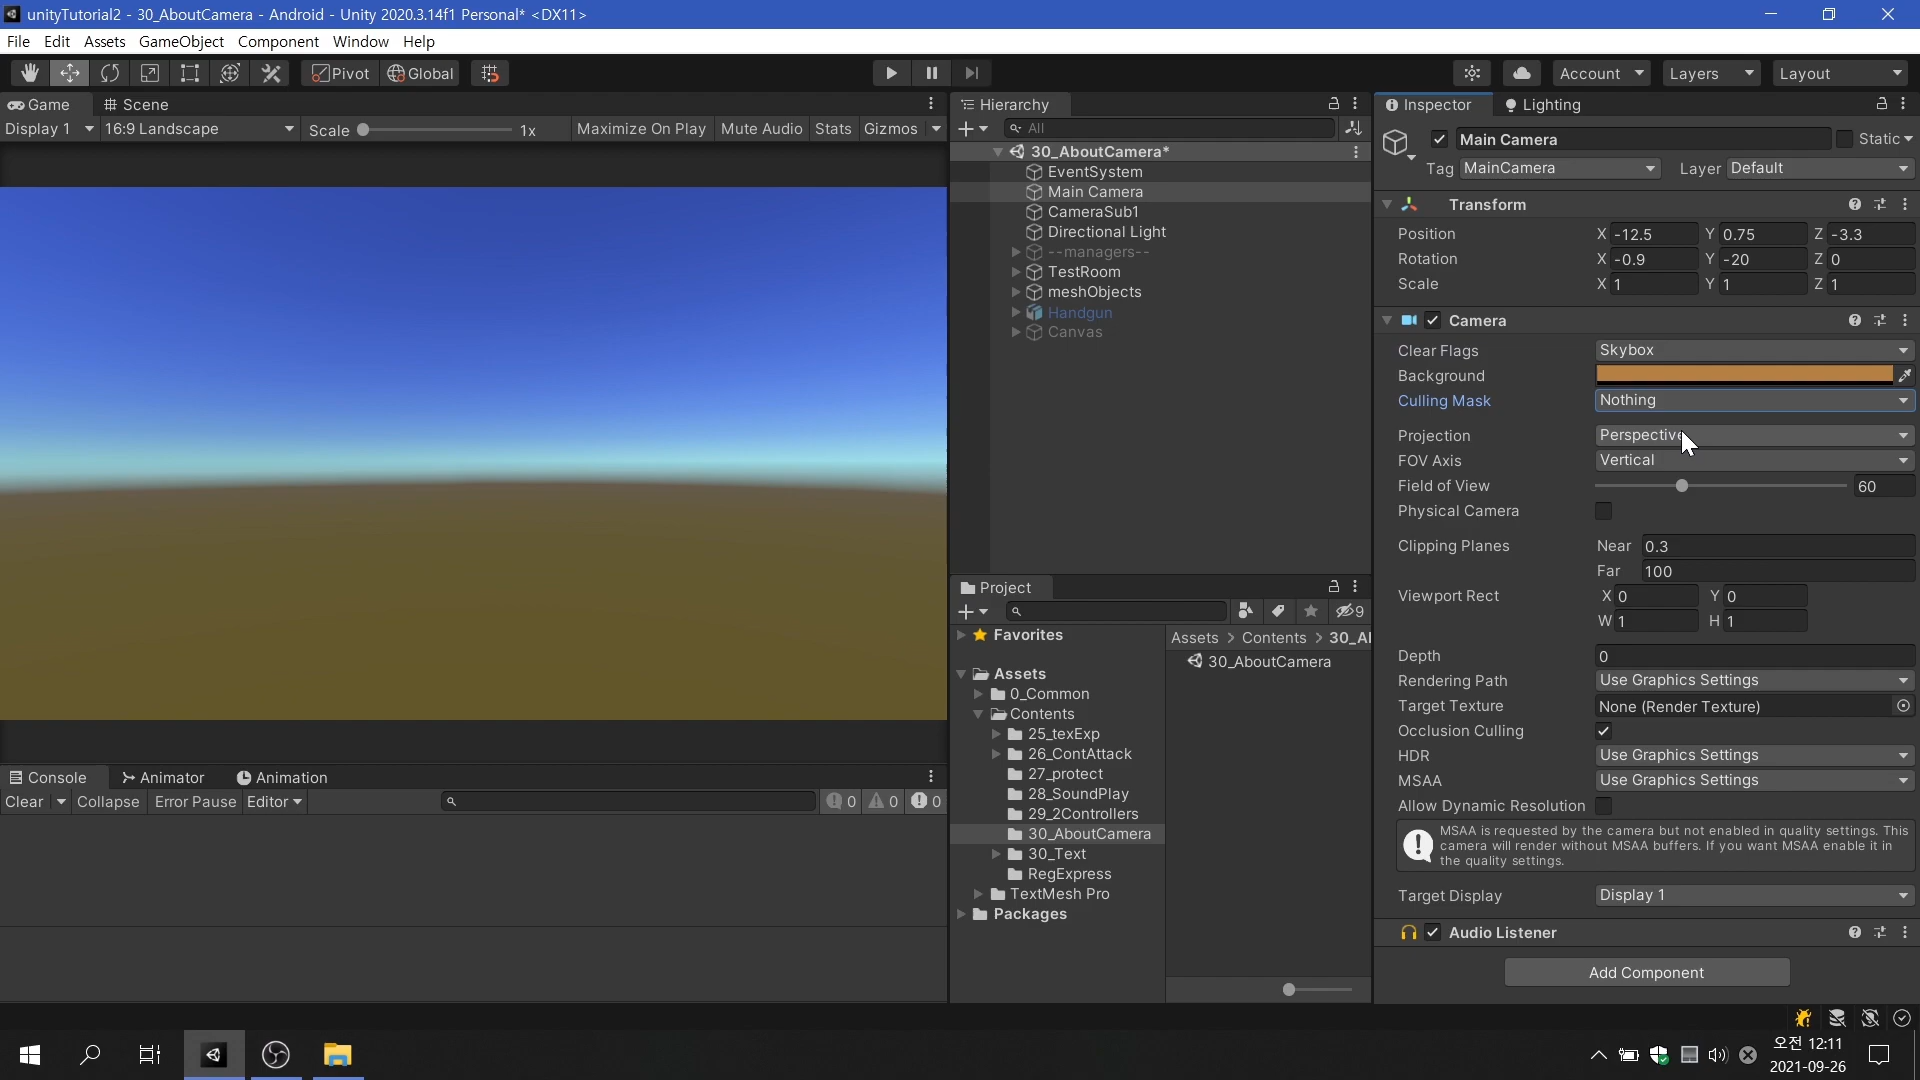 unityTutorial2 - 30_AboutCamera - Android - Unity 2020.3.14f1 Personal* <DX11>
File Edit Assets GameObject Component Window Help
Pivot Global Account Layers Layout
Game Scene
Display 1 16:9 Landscape Scale 1x Maximize On Play Mute Audio Stats Gizmos
Console Animator Animation
Clear Collapse Error Pause Editor 0 0 0
Hierarchy
All
30_AboutCamera*
EventSystem
Main Camera
CameraSub1
Directional Light
--managers--
TestRoom
meshObjects
Handgun
Canvas
Project
9
Favorites
Assets
0_Common
Contents
25_texExp
26_ContAttack
27_protect
28_SoundPlay
29_2Controllers
30_AboutCamera
30_Text
RegExpress
TextMesh Pro
Packages
Assets > Contents > 30_A
30_AboutCamera
Inspector Lighting
Main Camera Static
Tag MainCamera Layer Default
Transform
Position X -12.5 Y 0.75 Z -3.3
Rotation X -0.9 Y -20 Z 0
Scale X 1 Y 1 Z 1
Camera
Clear Flags Skybox
Background
Culling Mask Nothing
Projection Perspective
FOV Axis Vertical
Field of View 60
Physical Camera
Clipping Planes Near 0.3
Far 100
Viewport Rect X 0 Y 0
W 1 H 1
Depth 0
Rendering Path Use Graphics Settings
Target Texture None (Render Texture)
Occlusion Culling
HDR Use Graphics Settings
MSAA Use Graphics Settings
Allow Dynamic Resolution
MSAA is requested by the camera but not enabled in quality settings. This
camera will render without MSAA buffers. If you want MSAA enable it in
the quality settings.
Target Display Display 1
Audio Listener
Add Component
오전 12:11
2021-09-26